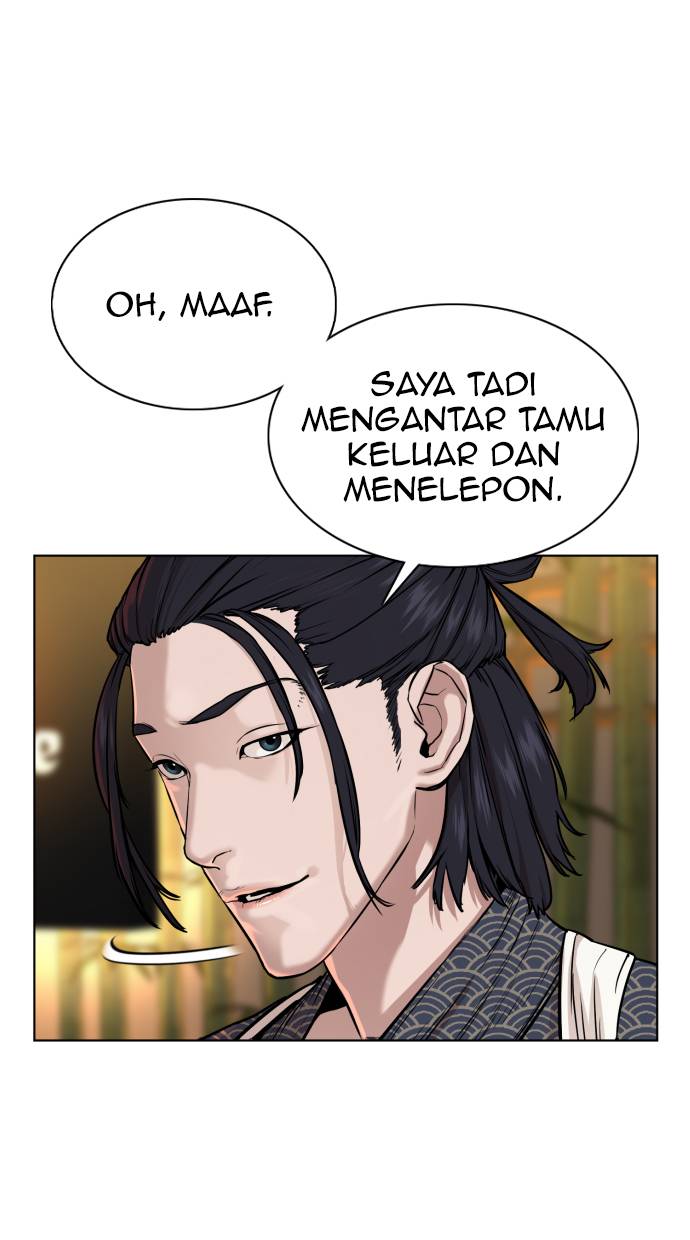 OH, MAAF.
SAYA TADI
MENGANTAR TAMU
KELUAR DAN
MENELEPON.
e